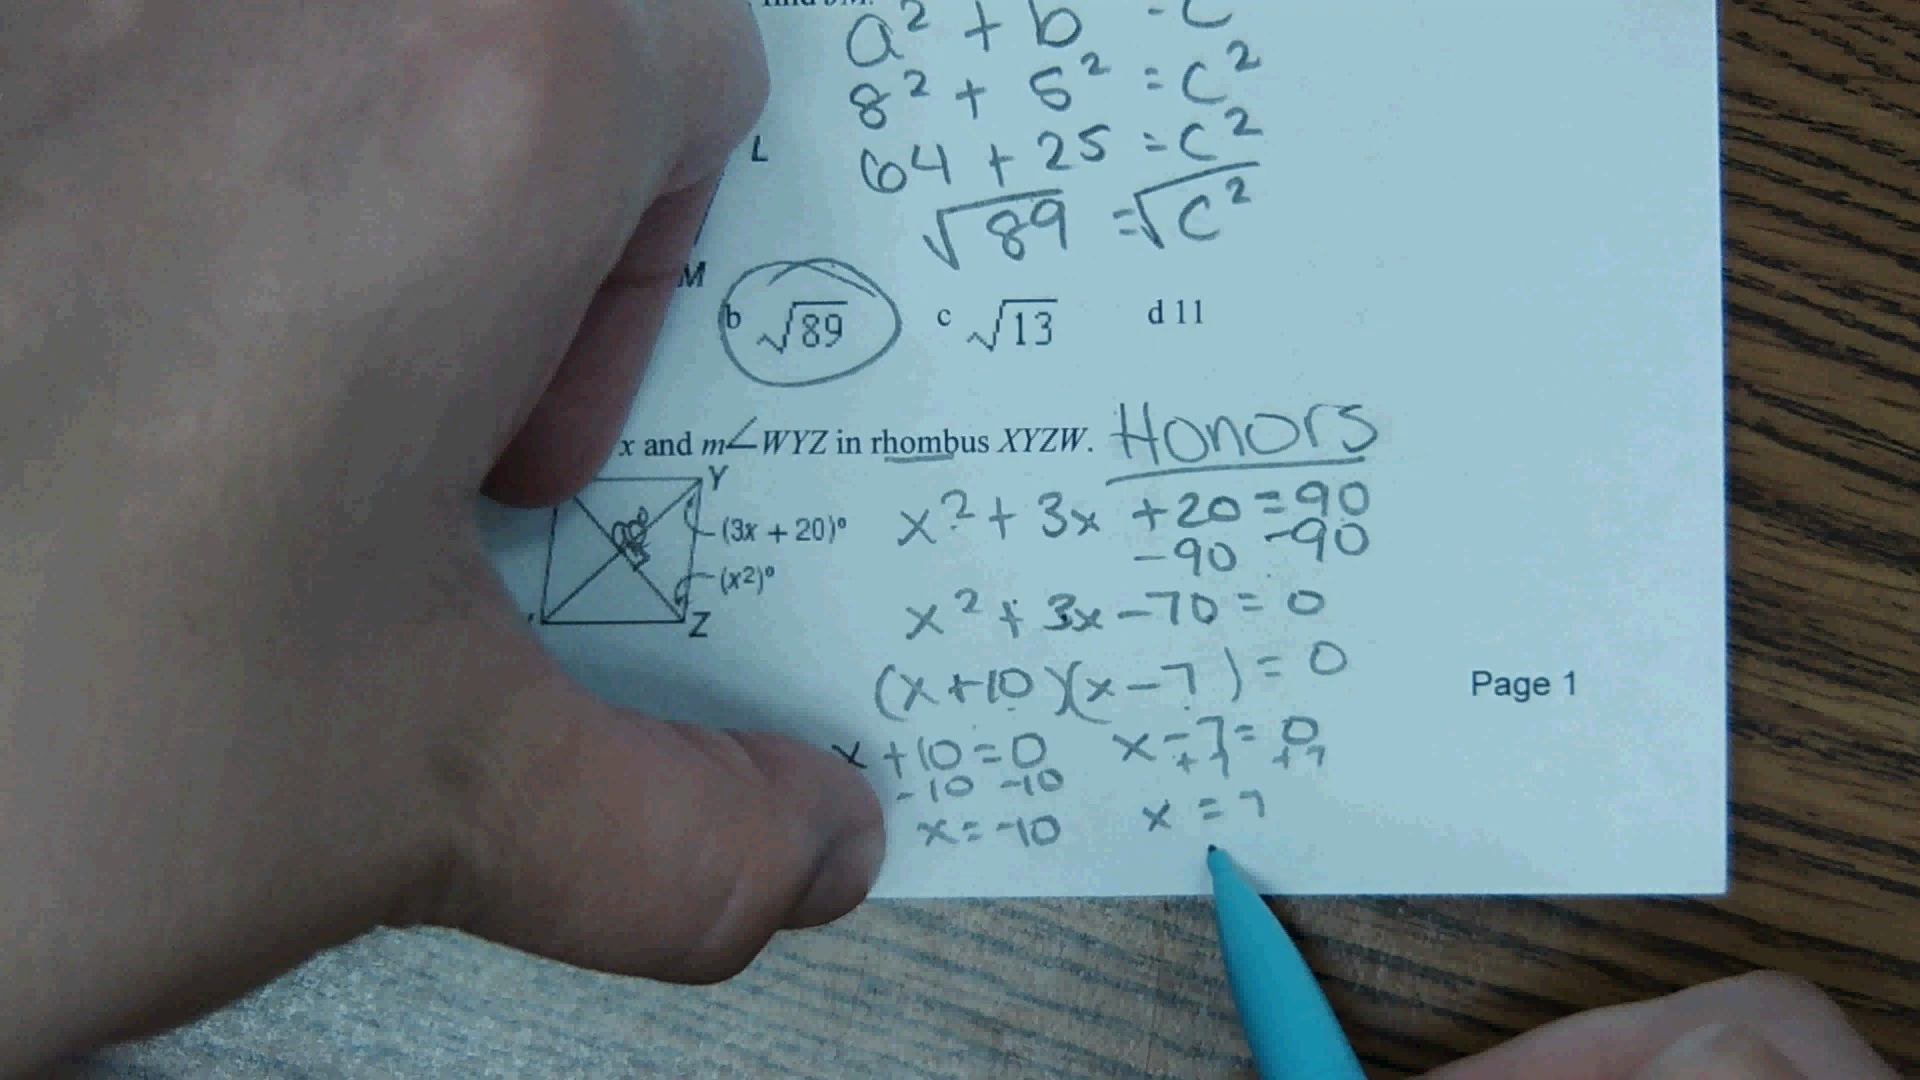 a² + b = c
8² + 5² = c²
64 + 25 = c²
√89 = √c²
L
M
b √89 c √13 d 11
x and m∠WYZ in rhombus XYZW. Honors
Y
90°
(3x + 20)°
(x2)°
Z
x² + 3x + 20 = 90
-90 -90
x² + 3x - 70 = 0
(x + 10)(x - 7) = 0
Page 1
x + 10 = 0 x - 7 = 0
-10 -10 + 7 + 7
x = -10 x = 7